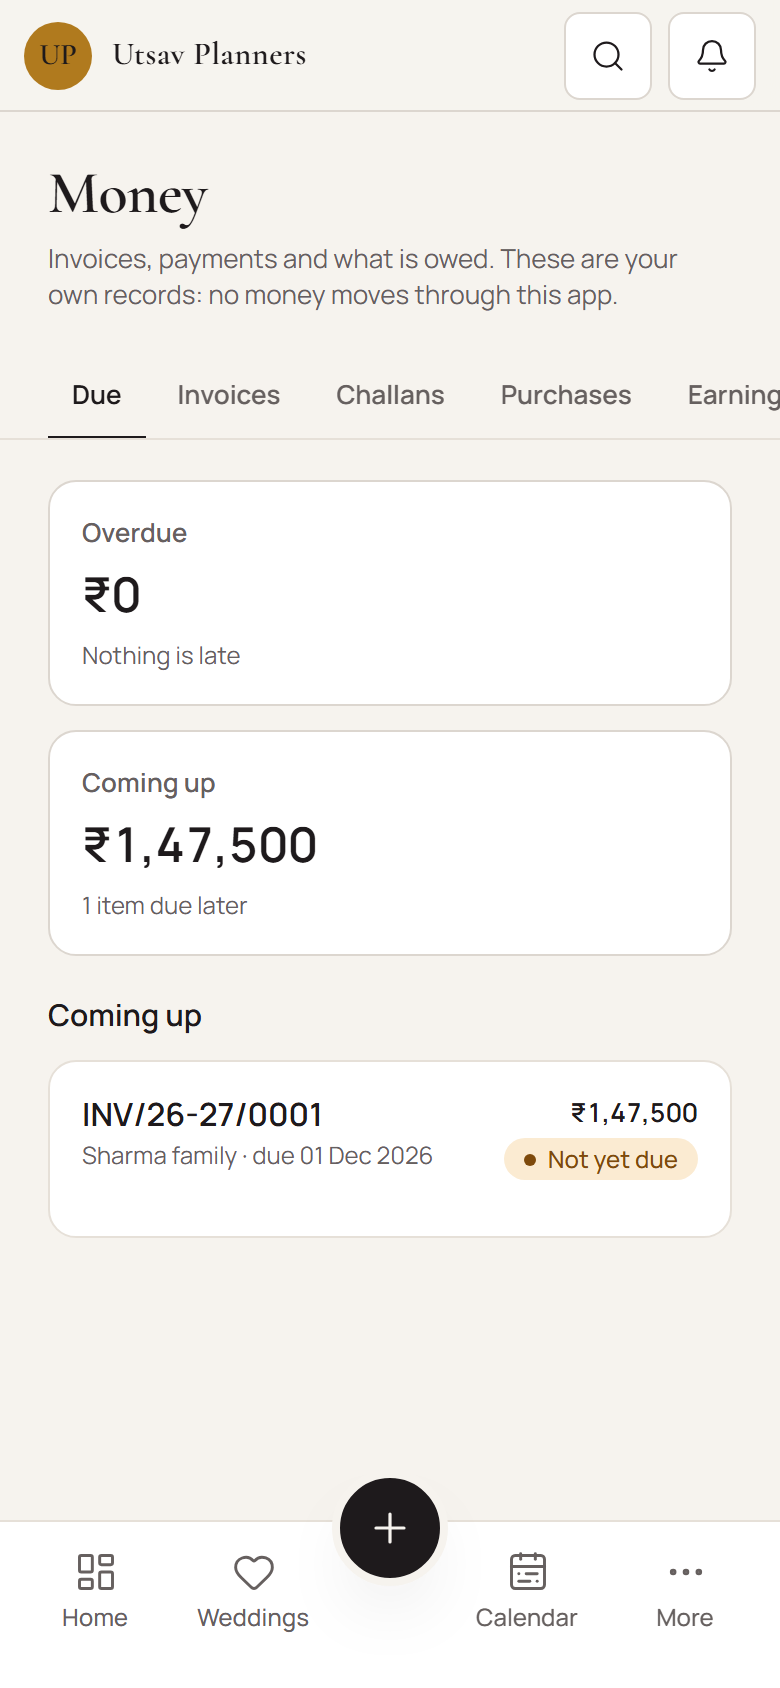 UP
Utsav Planners
Money
Invoices, payments and what is owed. These are your
own records: no money moves through this app.
Due
Invoices
Challans
Purchases
Earning
Overdue
₹0
Nothing is late
Coming up
₹1,47,500
1 item due later
Coming up
INV/26-27/0001
₹1,47,500
Sharma family · due 01 Dec 2026
Not yet due
Home
Weddings
Calendar
More